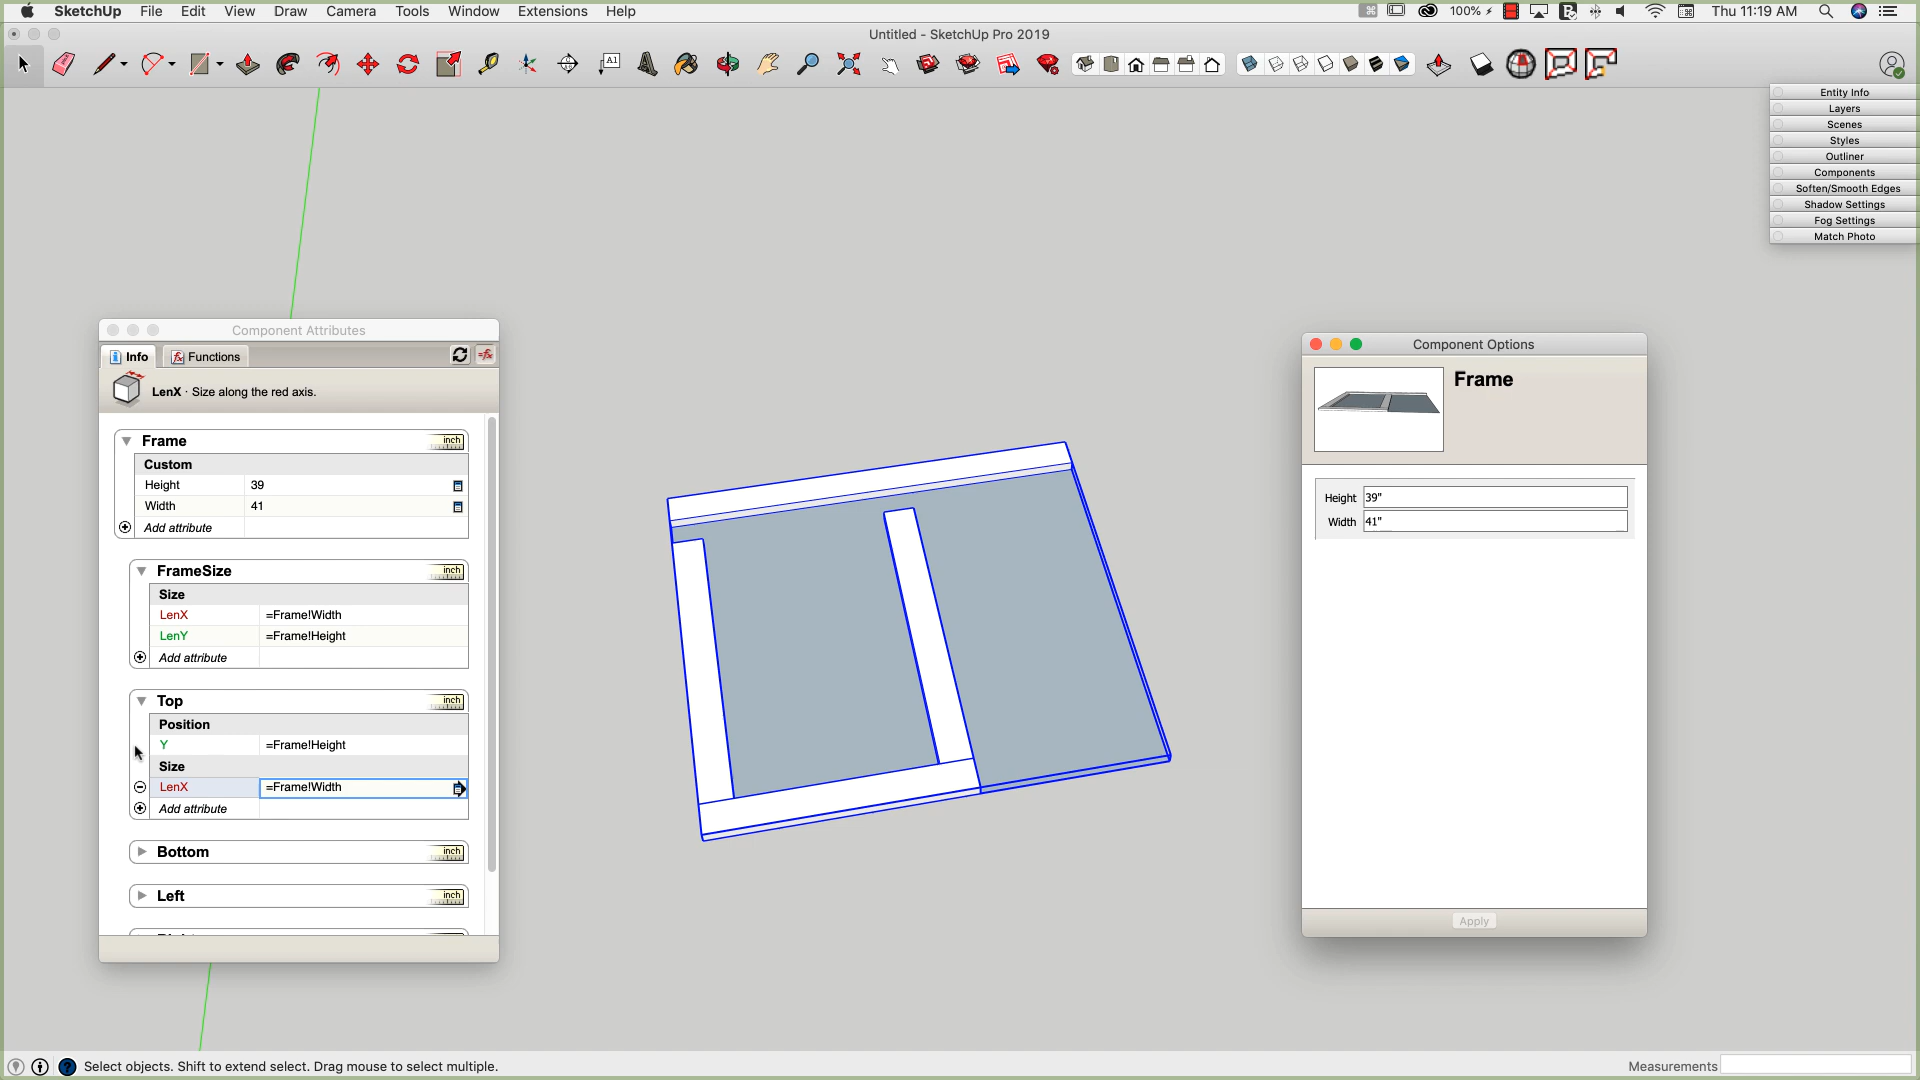 SketchUp File Edit View Draw Camera Tools Window Extensions Help 100% Thu 11:19 AM
Untitled - SketchUp Pro 2019
A1
Entity Info
Layers
Scenes
Styles
Outliner
Components
Soften/Smooth Edges
Shadow Settings
Fog Settings
Match Photo
Component Attributes
Info Functions
LenX · Size along the red axis.
Frame inch
Custom
Height 39
Width 41
Add attribute
FrameSize inch
Size
LenX =Frame!Width
LenY =Frame!Height
Add attribute
Top inch
Position
Y =Frame!Height
Size
LenX =Frame!Width
Add attribute
Bottom inch
Left inch
Component Options
Frame
Height 39"
Width 41"
Apply
Select objects. Shift to extend select. Drag mouse to select multiple.
Measurements